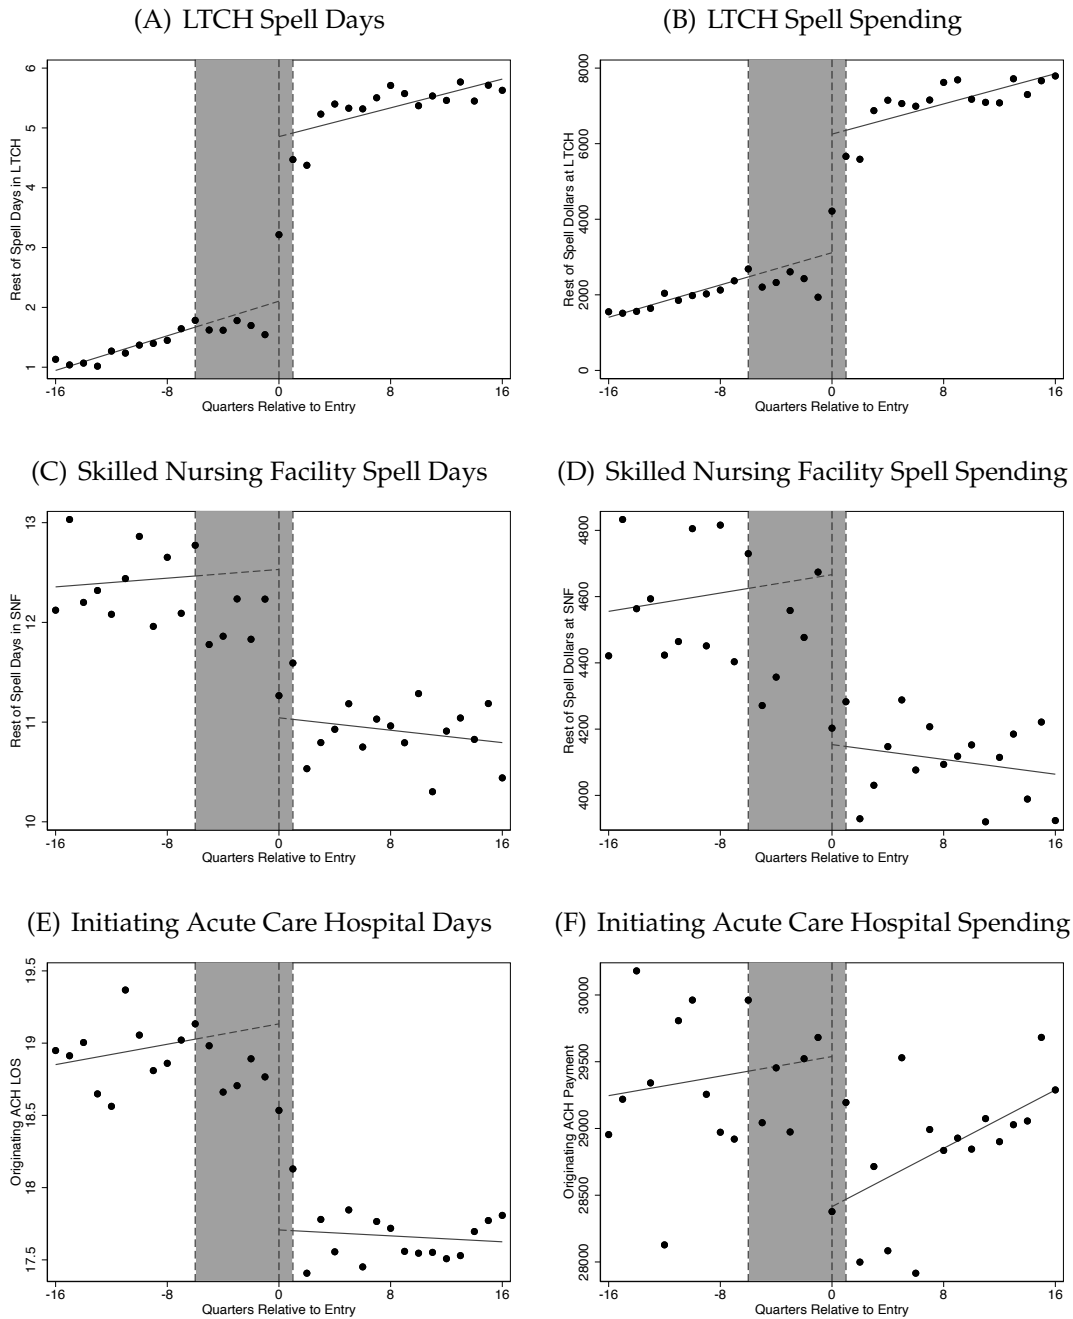 (A) LTCH Spell Days
(B) LTCH Spell Spending
Rest of Spell Days in LTCH
6
5
4
3
2
1
-16 -8 0 8 16
Quarters Relative to Entry
Rest of Spell Dollars at LTCH
8000
6000
4000
2000
0
-16 -8 0 8 16
Quarters Relative to Entry
(C) Skilled Nursing Facility Spell Days
(D) Skilled Nursing Facility Spell Spending
Rest of Spell Days in SNF
13
12
11
10
-16 -8 0 8 16
Quarters Relative to Entry
Rest of Spell Dollars at SNF
4800
4600
4400
4200
4000
-16 -8 0 8 16
Quarters Relative to Entry
(E) Initiating Acute Care Hospital Days
(F) Initiating Acute Care Hospital Spending
Originating ACH LOS
19.5
19
18.5
18
17.5
-16 -8 0 8 16
Quarters Relative to Entry
Originating ACH Payment
30000
29500
29000
28500
28000
-16 -8 0 8 16
Quarters Relative to Entry